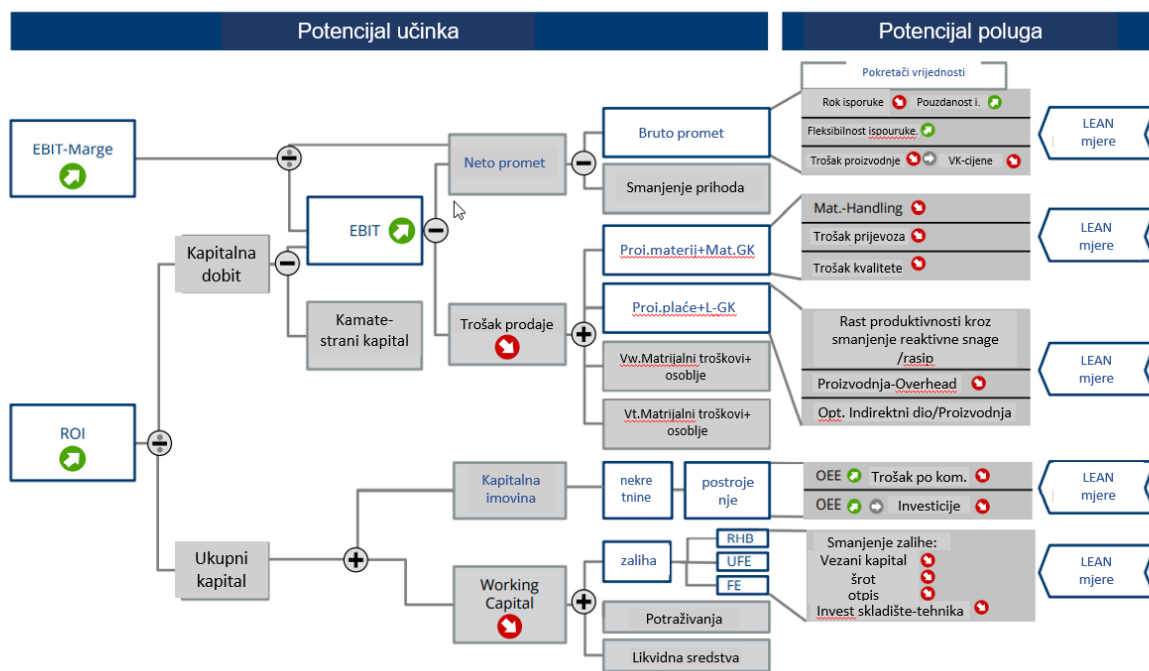 Potencijal učinka
Potencijal poluga
Pokretači vrijednosti
EBIT-Marge
Neto promet
Bruto promet
Smanjenje prihoda
Rok isporuke
Pouzdanost i.
Fleksibilnost ispouruke.
Trošak proizvodnje
VK-cijene
LEAN
mjere
EBIT
Kapitalna
dobit
Kamate-
strani kapital
Trošak prodaje
Proi.materij+Mat.GK
Proi.plaće+L-GK
Vw.Matrijalni troškovi+
osoblje
Vt.Matrijalni troškovi+
osoblje
Mat.-Handling
Trošak prijevoza
Trošak kvalitete
LEAN
mjere
Rast produktivnosti kroz
smanjenje reaktivne snage
/rasip
Proizvodnja-Overhead
Opt. Indirektni dio/Proizvodnja
LEAN
mjere
ROI
Ukupni
kapital
Kapitalna
imovina
nekre
tnine
postroje
nje
OEE
Trošak po kom.
OEE
Investicije
LEAN
mjere
Working
Capital
zaliha
RHB
UFE
FE
Potraživanja
Likvidna sredstva
Smanjenje zalihe:
Vezani kapital
šrot
otpis
Invest skladište-tehnika
LEAN
mjere